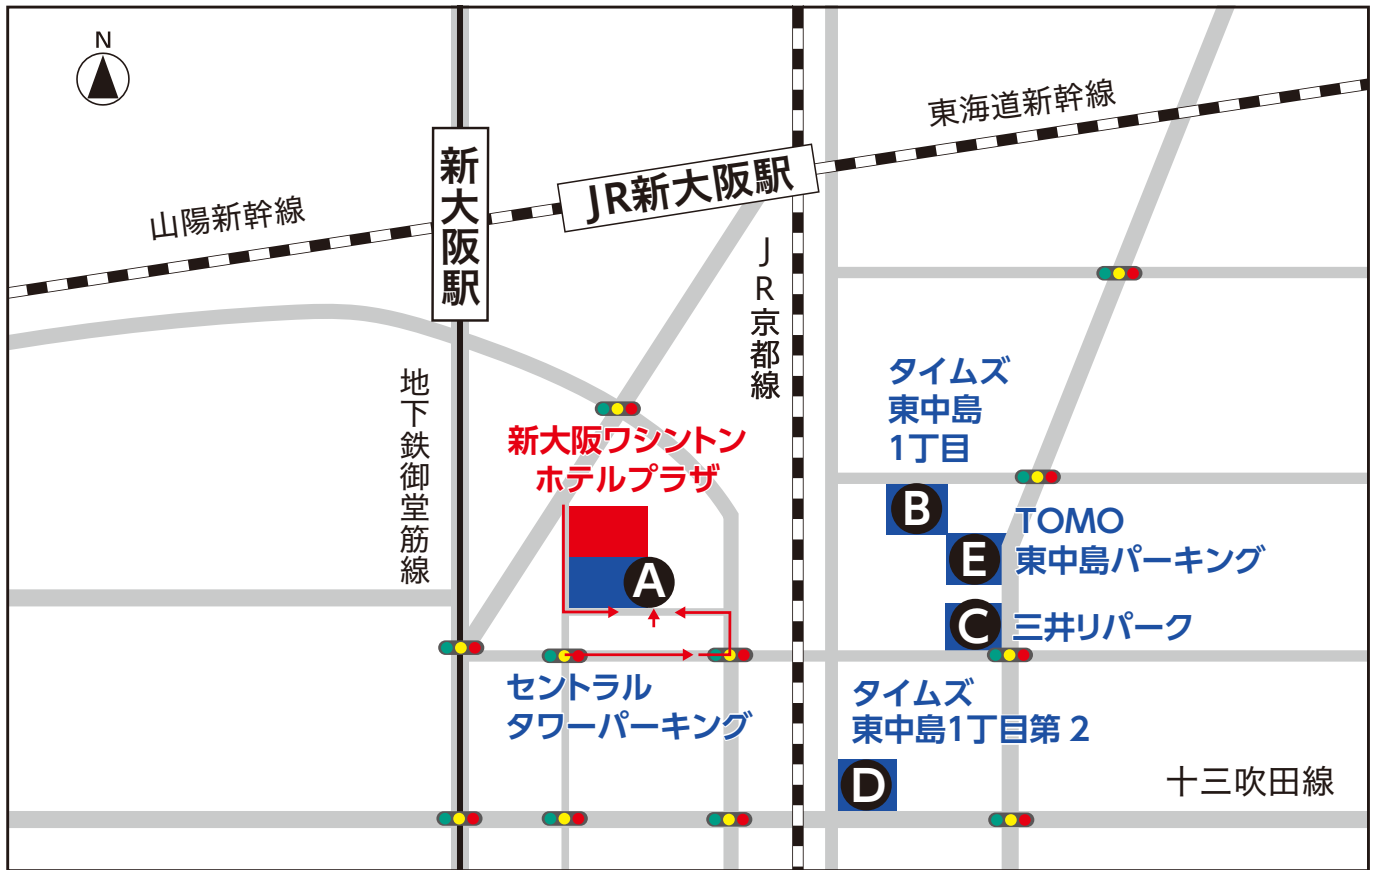 N
東海道新幹線
山陽新幹線
新大阪駅
JR新大阪駅
JR京都線
地下鉄御堂筋線
タイムズ
東中島
1丁目
新大阪ワシントン
ホテルプラザ
B
TOMO
東中島パーキング
E
A
C
三井リパーク
セントラル
タワーパーキング
タイムズ
東中島1丁目第2
D
十三吹田線